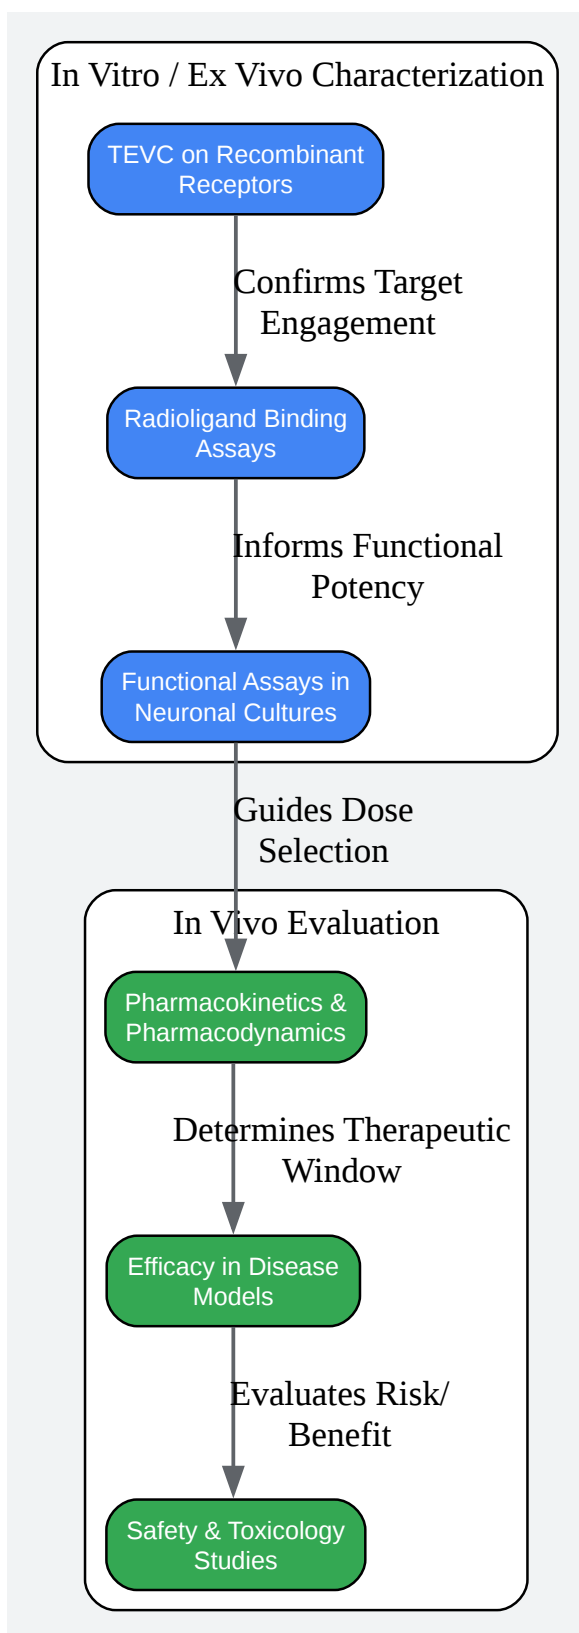 In Vitro / Ex Vivo Characterization
TEVC on Recombinant
Receptors
Confirms Target
Engagement
Radioligand Binding
Assays
Informs Functional
Potency
Functional Assays in
Neuronal Cultures
Guides Dose
Selection
In Vivo Evaluation
Pharmacokinetics &
Pharmacodynamics
Determines Therapeutic
Window
Efficacy in Disease
Models
Evaluates Risk/
Benefit
Safety & Toxicology
Studies